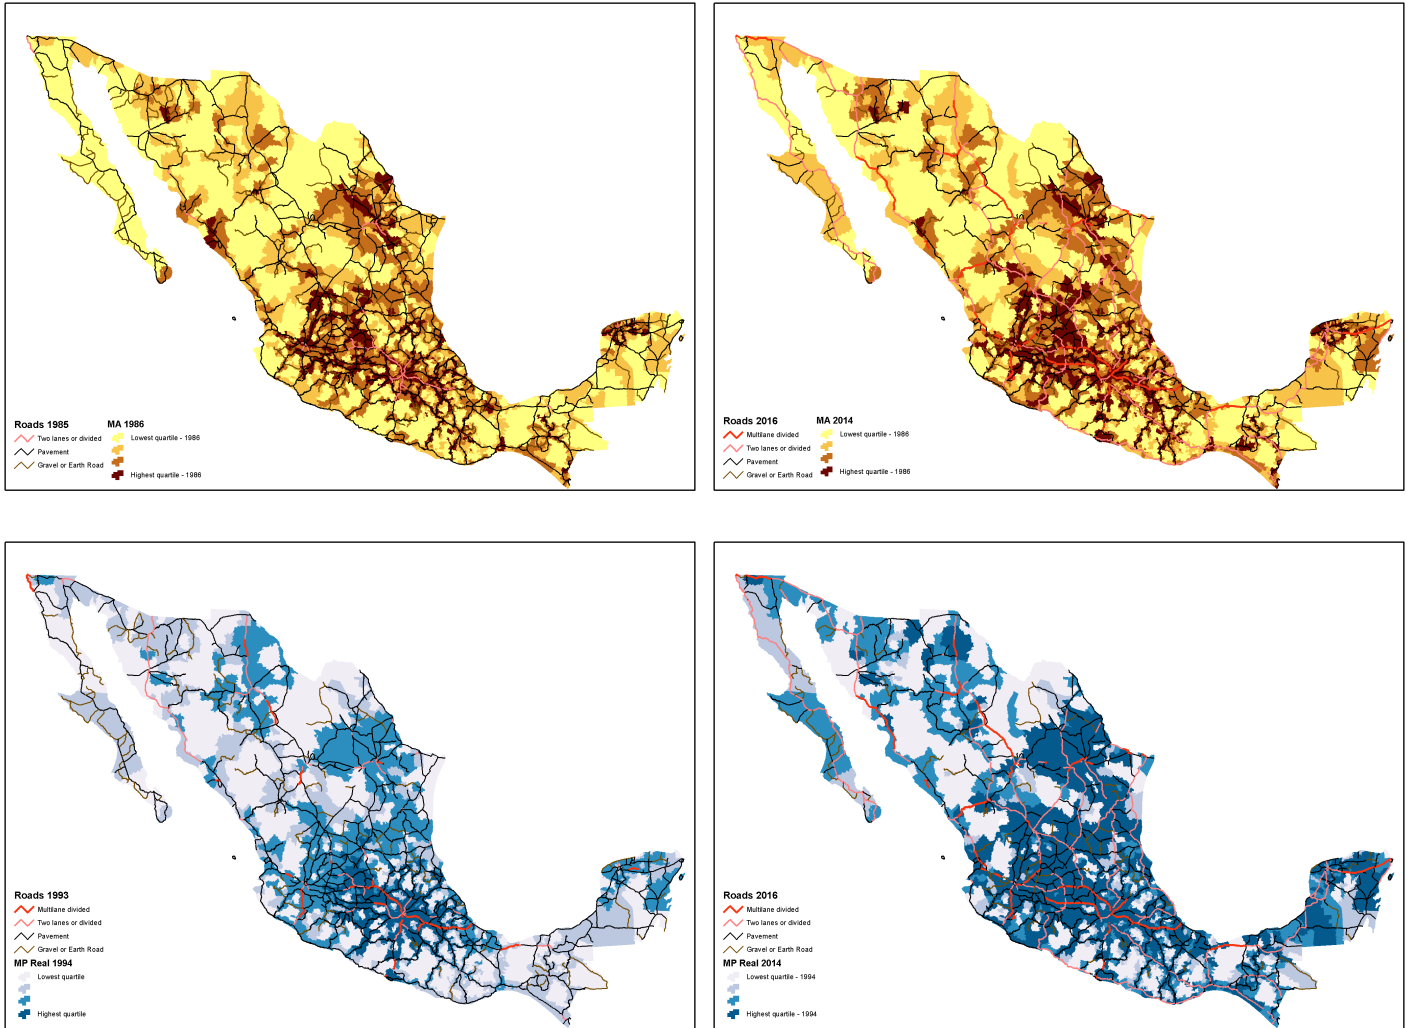 Roads 1985 MA 1986
Two lanes or divided Lowest quartile - 1986
Pavement
Gravel or Earth Road
Highest quartile - 1986
Roads 2016 MA 2014
Multilane divided Lowest quartile - 1986
Two lanes or divided
Pavement Highest quartile - 1986
Gravel or Earth Road
Roads 1993
Multilane divided
Two lanes or divided
Pavement
Gravel or Earth Road
MP Real 1994
Lowest quartile
Highest quartile
Roads 2016
Multilane divided
Two lanes or divided
Pavement
Gravel or Earth Road
MP Real 2014
Lowest quartile - 1994
Highest quartile - 1994